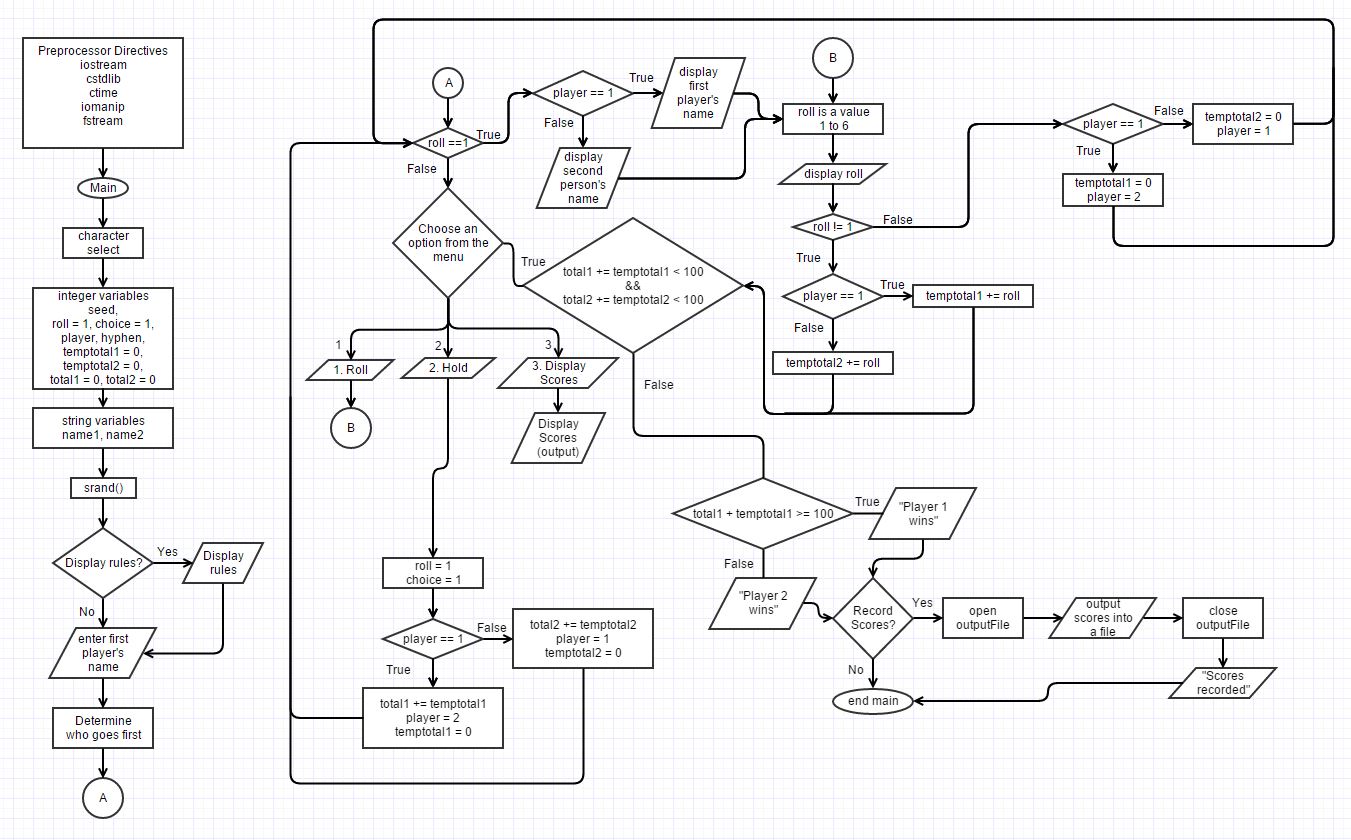 Preprocessor Directives
iostream
cstdlib
ctime
iomanip
fstream
Main
character
select
integer variables
seed,
roll = 1, choice = 1,
player, hyphen,
temptotal1 = 0,
temptotal2 = 0,
total1 = 0, total2 = 0
string variables
name1, name2
srand()
Display rules?
Yes
Display
rules
No
enter first
player's
name
Determine
who goes first
A
A
roll ==1
True
False
player == 1
True
display
first
player's
name
False
display
second
person's
name
Choose an
option from the
menu
True
total1 += temptotal1 < 100
&&
total2 += temptotal2 < 100
False
1
1. Roll
B
2
2. Hold
3
3. Display
Scores
Display
Scores
(output)
roll = 1
choice = 1
player == 1
False
total2 += temptotal2
player = 1
temptotal2 = 0
True
total1 += temptotal1
player = 2
temptotal1 = 0
B
roll is a value
1 to 6
display roll
roll != 1
False
True
player == 1
True
temptotal1 += roll
False
temptotal2 += roll
player == 1
False
temptotal2 = 0
player = 1
True
temptotal1 = 0
player = 2
total1 + temptotal1 >= 100
True
"Player 1
wins"
False
"Player 2
wins"
Record
Scores?
Yes
open
outputFile
output
scores into
a file
close
outputFile
"Scores
recorded"
No
end main